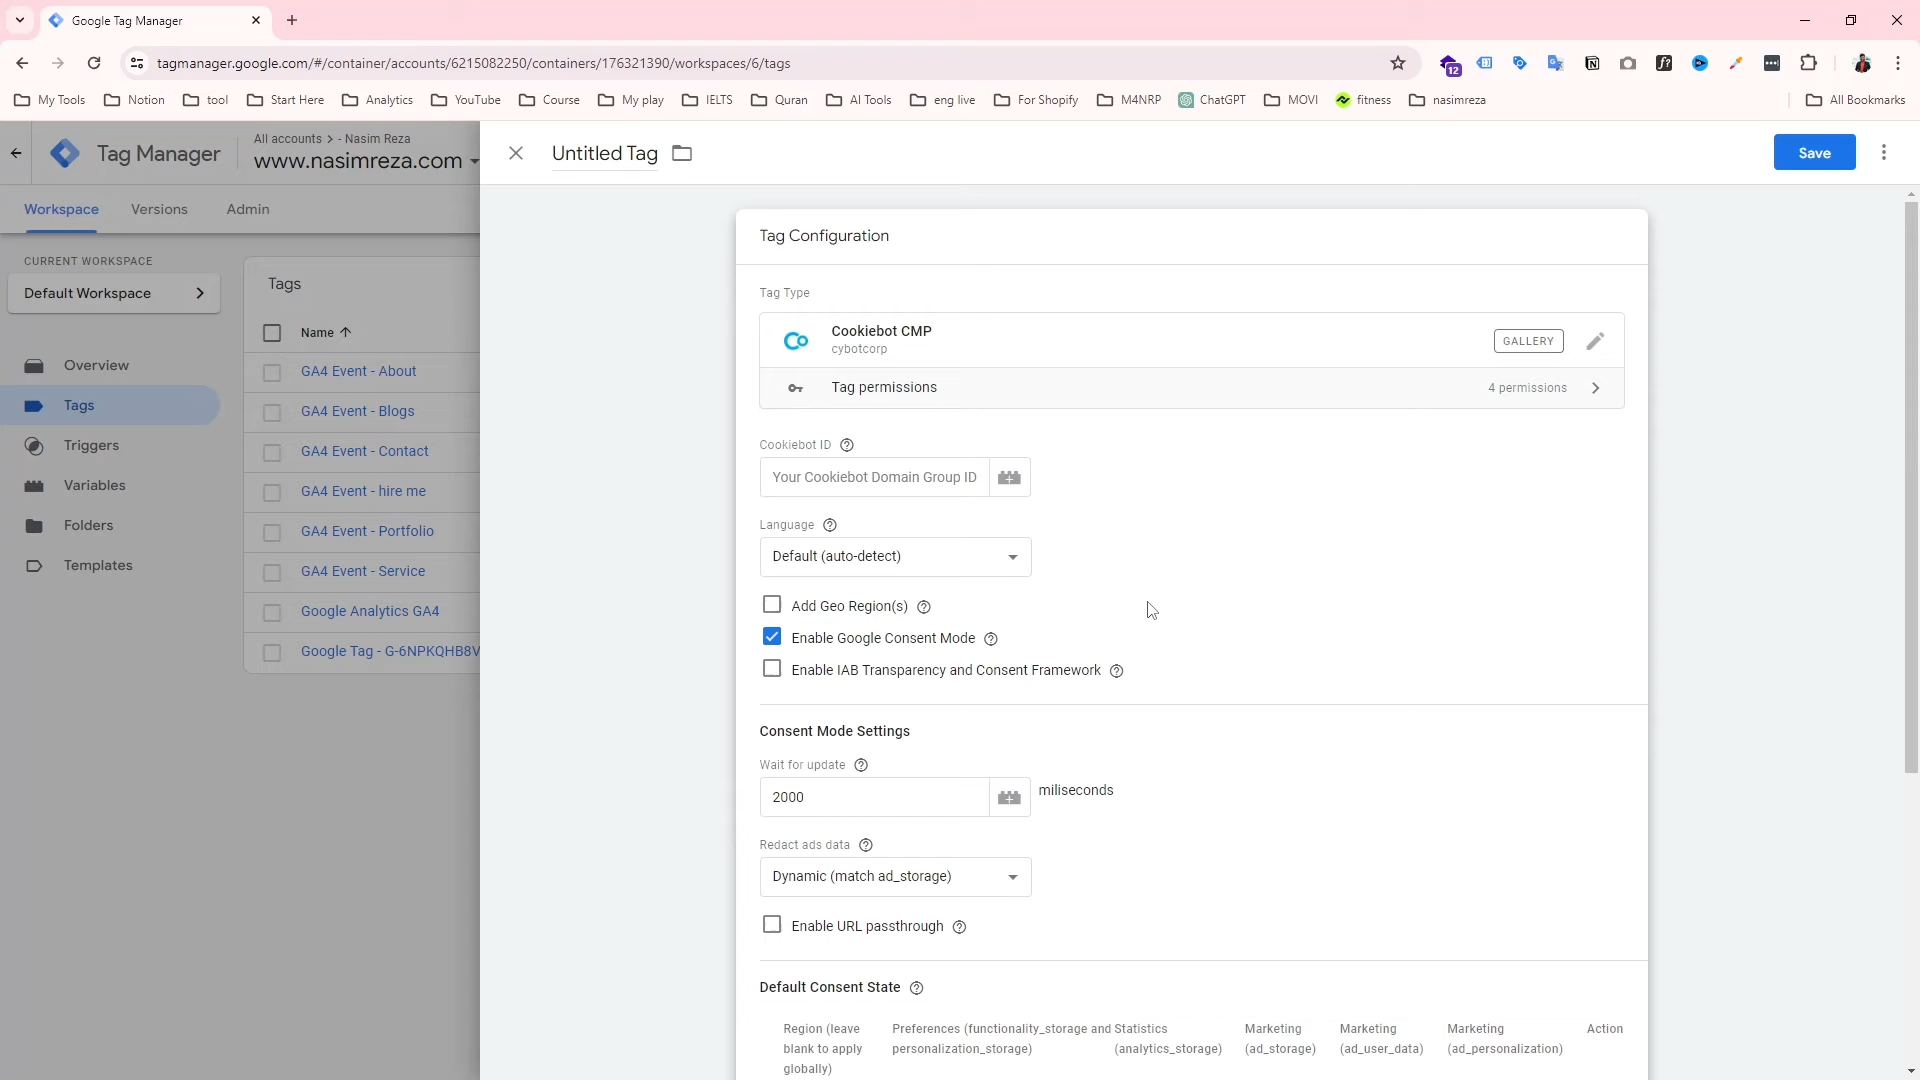 Google Tag Manager
tagmanager.google.com/#/container/accounts/6215082250/containers/176321390/workspaces/6/tags
12
f?
My Tools Notion tool Start Here Analytics YouTube Course My play IELTS Quran AI Tools eng live For Shopify M4NRP ChatGPT MOVI fitness nasimreza All Bookmarks
Tag Manager
All accounts > - Nasim Reza
www.nasimreza.com
Untitled Tag
Save
Workspace Versions Admin
CURRENT WORKSPACE
Default Workspace
Overview
Tags
Triggers
Variables
Folders
Templates
Tags
Name
GA4 Event - About
GA4 Event - Blogs
GA4 Event - Contact
GA4 Event - hire me
GA4 Event - Portfolio
GA4 Event - Service
Google Analytics GA4
Google Tag - G-6NPKQHB8V
Tag Configuration
Tag Type
Cookiebot CMP
cybotcorp
GALLERY
Tag permissions
4 permissions
Cookiebot ID
Your Cookiebot Domain Group ID
Language
Default (auto-detect)
Add Geo Region(s)
Enable Google Consent Mode
Enable IAB Transparency and Consent Framework
Consent Mode Settings
Wait for update
2000
miliseconds
Redact ads data
Dynamic (match ad_storage)
Enable URL passthrough
Default Consent State
Region (leave blank to apply globally)
Preferences (functionality_storage and personalization_storage)
Statistics (analytics_storage)
Marketing (ad_storage)
Marketing (ad_user_data)
Marketing (ad_personalization)
Action